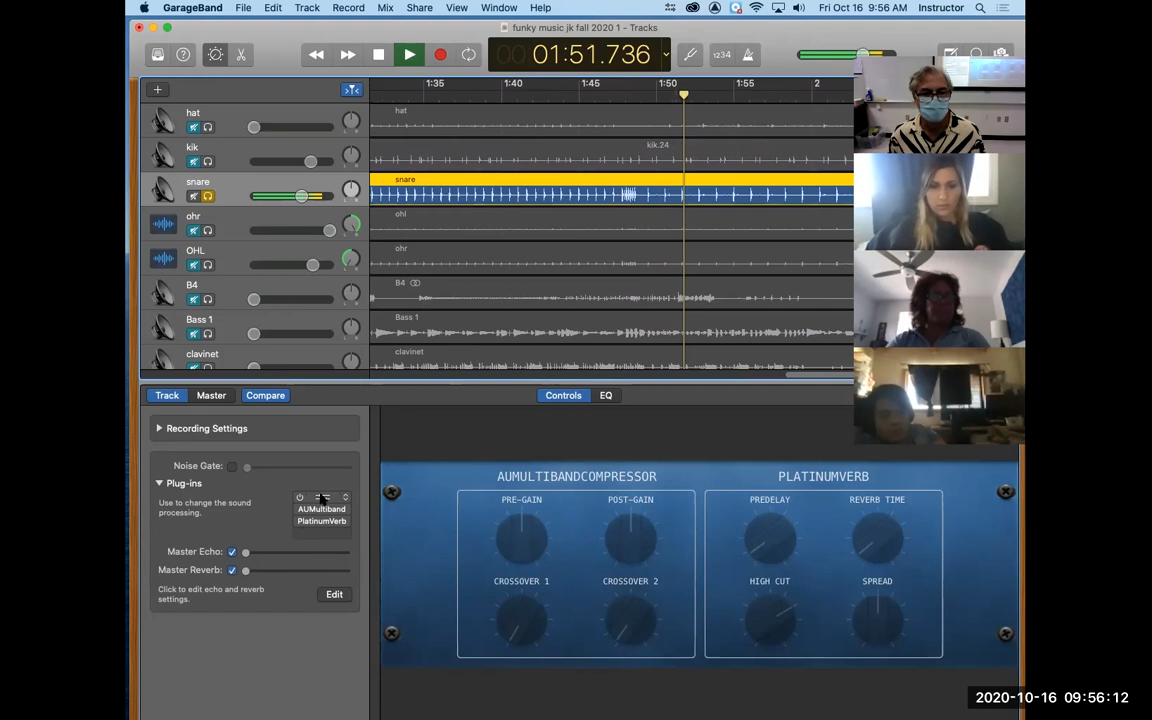 GarageBand File Edit Track Record Mix Share View Window Help Fri Oct 16 9:56 AM Instructor
funky music jk fall 2020 1 - Tracks
01:51.736
1234
1:35 1:40 1:45 1:50 1:55 2
hat
hat
kik
kik.24
snare
snare
ohr
ohl
OHL
ohr
B4
B4
Bass 1
Bass 1
clavinet
clavinet
Track Master Compare Controls EQ
Recording Settings
Noise Gate:
Plug-ins
Use to change the sound
processing.
AUMultiband
PlatinumVerb
Master Echo:
Master Reverb:
Click to edit echo and reverb
settings.
Edit
AUMULTIBANDCOMPRESSOR PLATINUMVERB
PRE-GAIN POST-GAIN PREDELAY REVERB TIME
CROSSOVER 1 CROSSOVER 2 HIGH CUT SPREAD
2020-10-16 09:56:12